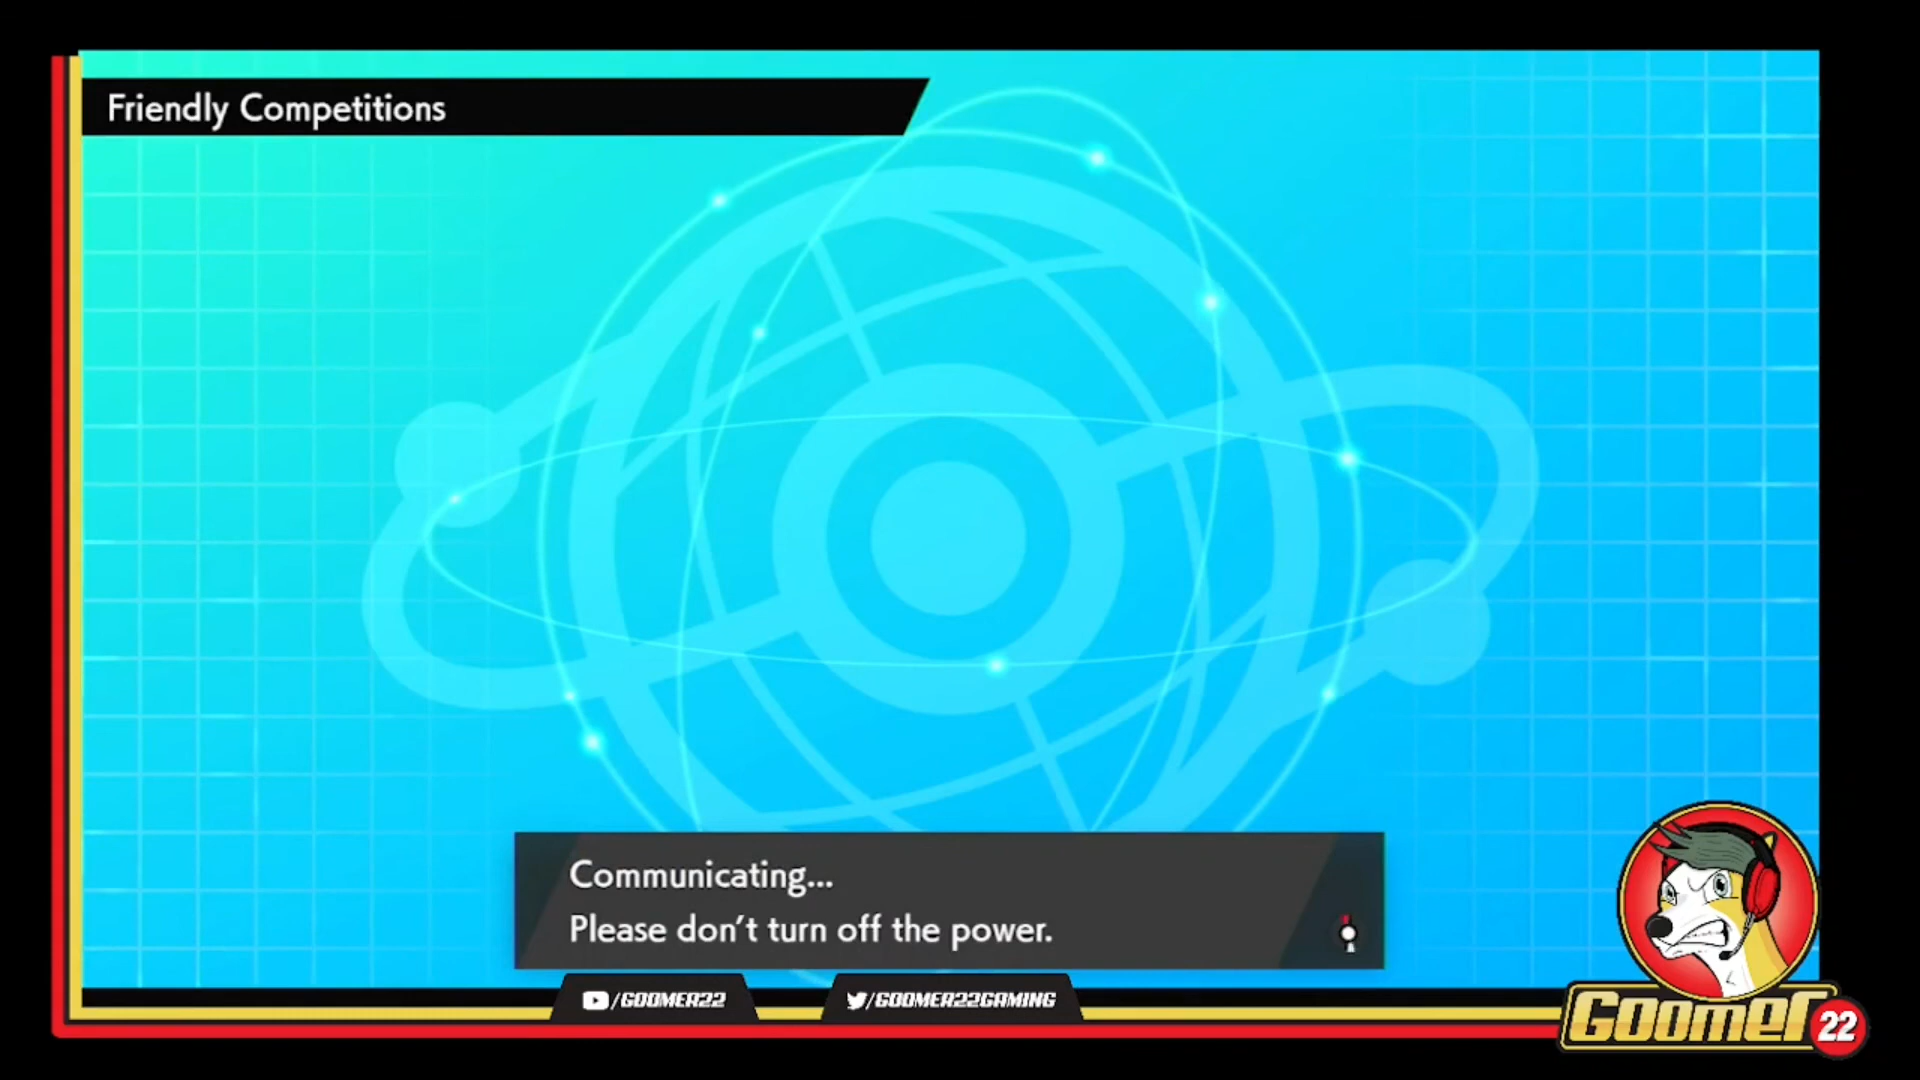 Friendly Competitions
Communicating...
Please don't turn off the power.
/GOOMER22
/GOOMER22GAMING
GOOMER
22